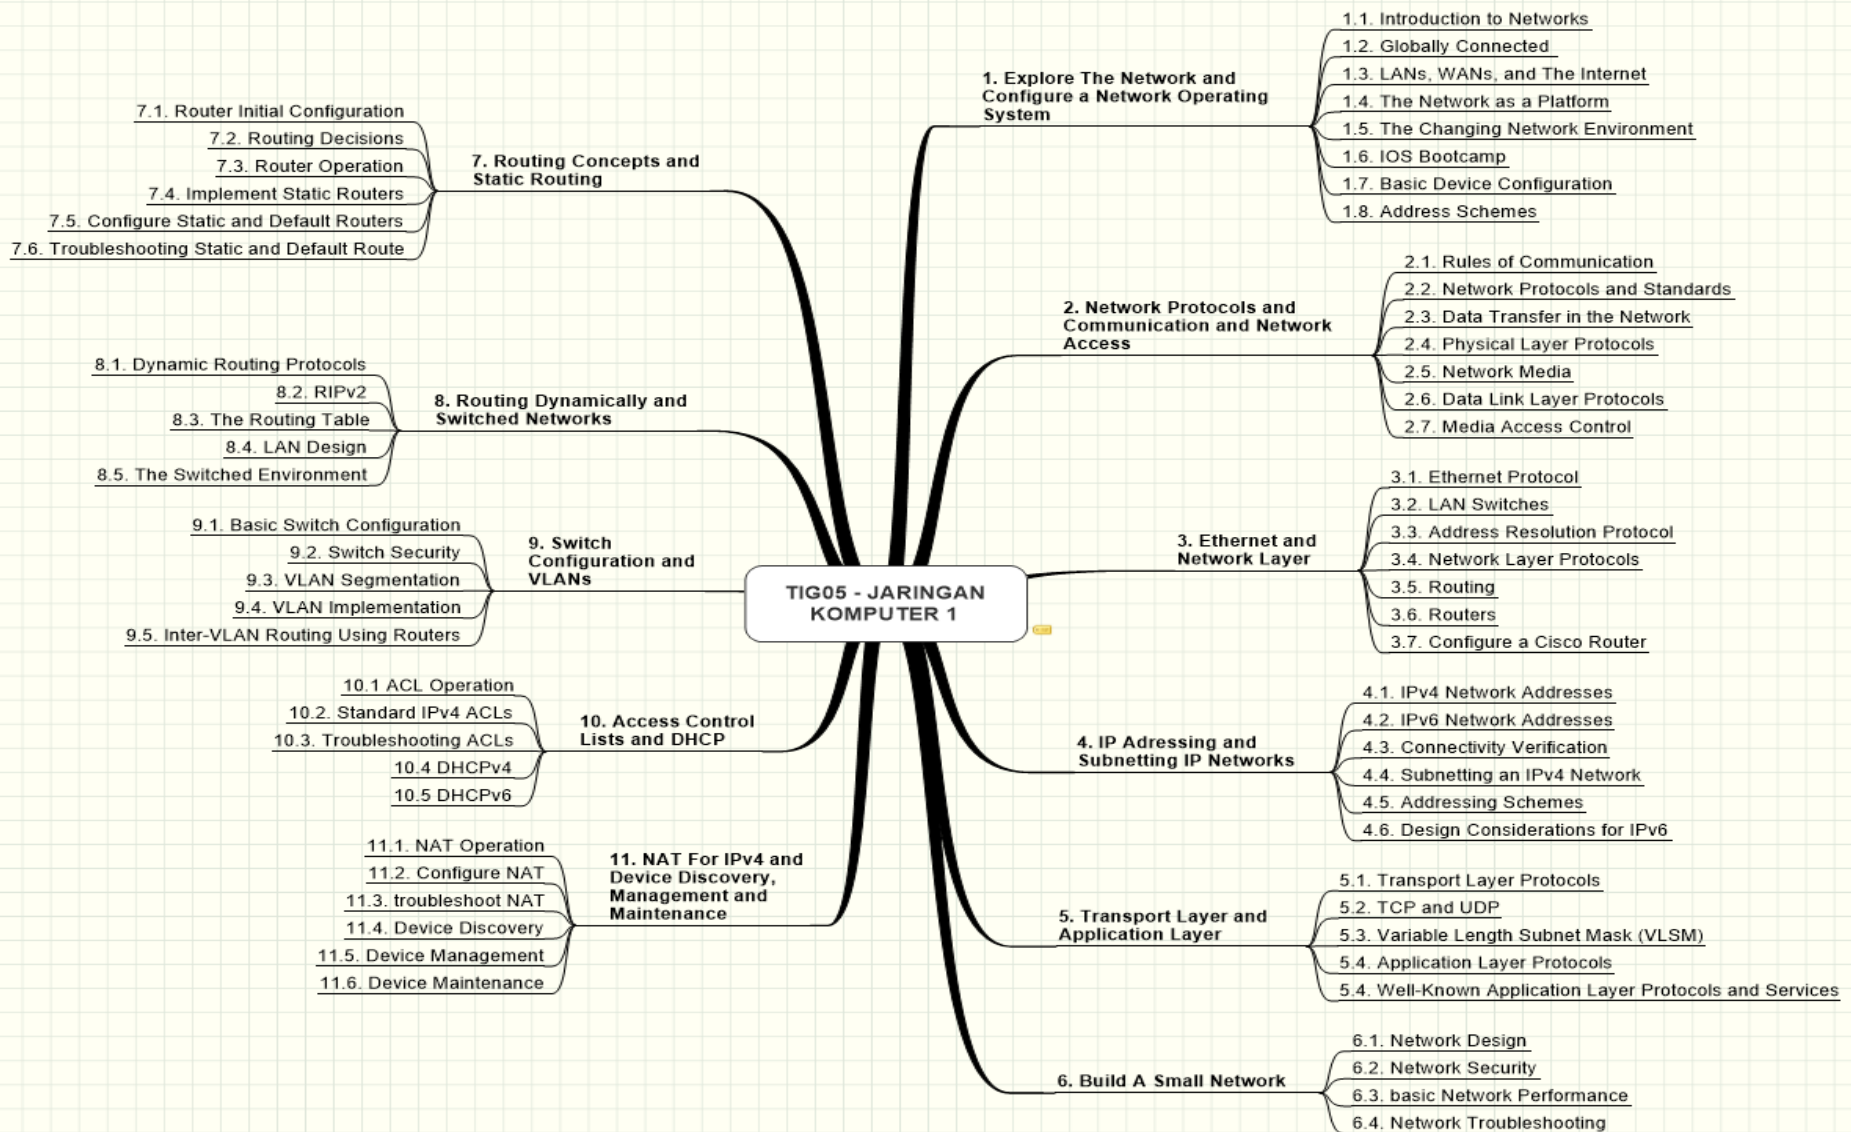 TIG05 - JARINGAN
KOMPUTER 1
1. Explore The Network and
Configure a Network Operating
System
1.1. Introduction to Networks
1.2. Globally Connected
1.3. LANs, WANs, and The Internet
1.4. The Network as a Platform
1.5. The Changing Network Environment
1.6. IOS Bootcamp
1.7. Basic Device Configuration
1.8. Address Schemes
2. Network Protocols and
Communication and Network
Access
2.1. Rules of Communication
2.2. Network Protocols and Standards
2.3. Data Transfer in the Network
2.4. Physical Layer Protocols
2.5. Network Media
2.6. Data Link Layer Protocols
2.7. Media Access Control
3. Ethernet and
Network Layer
3.1. Ethernet Protocol
3.2. LAN Switches
3.3. Address Resolution Protocol
3.4. Network Layer Protocols
3.5. Routing
3.6. Routers
3.7. Configure a Cisco Router
4. IP Adressing and
Subnetting IP Networks
4.1. IPv4 Network Addresses
4.2. IPv6 Network Addresses
4.3. Connectivity Verification
4.4. Subnetting an IPv4 Network
4.5. Addressing Schemes
4.6. Design Considerations for IPv6
5. Transport Layer and
Application Layer
5.1. Transport Layer Protocols
5.2. TCP and UDP
5.3. Variable Length Subnet Mask (VLSM)
5.4. Application Layer Protocols
5.4. Well-Known Application Layer Protocols and Services
6. Build A Small Network
6.1. Network Design
6.2. Network Security
6.3. basic Network Performance
6.4. Network Troubleshooting
7. Routing Concepts and
Static Routing
7.1. Router Initial Configuration
7.2. Routing Decisions
7.3. Router Operation
7.4. Implement Static Routers
7.5. Configure Static and Default Routers
7.6. Troubleshooting Static and Default Route
8. Routing Dynamically and
Switched Networks
8.1. Dynamic Routing Protocols
8.2. RIPv2
8.3. The Routing Table
8.4. LAN Design
8.5. The Switched Environment
9. Switch
Configuration and
VLANs
9.1. Basic Switch Configuration
9.2. Switch Security
9.3. VLAN Segmentation
9.4. VLAN Implementation
9.5. Inter-VLAN Routing Using Routers
10. Access Control
Lists and DHCP
10.1 ACL Operation
10.2. Standard IPv4 ACLs
10.3. Troubleshooting ACLs
10.4 DHCPv4
10.5 DHCPv6
11. NAT For IPv4 and
Device Discovery,
Management and
Maintenance
11.1. NAT Operation
11.2. Configure NAT
11.3. troubleshoot NAT
11.4. Device Discovery
11.5. Device Management
11.6. Device Maintenance